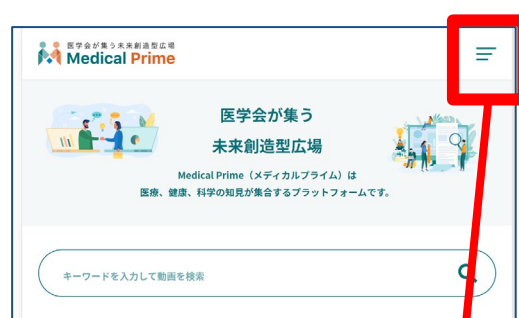 医学会が集う未来創造型広場
Medical Prime
医学会が集う
未来創造型広場
Medical Prime（メディカルプライム）は
医療、健康、科学の知見が集合するプラットフォームです。
キーワードを入力して動画を検索